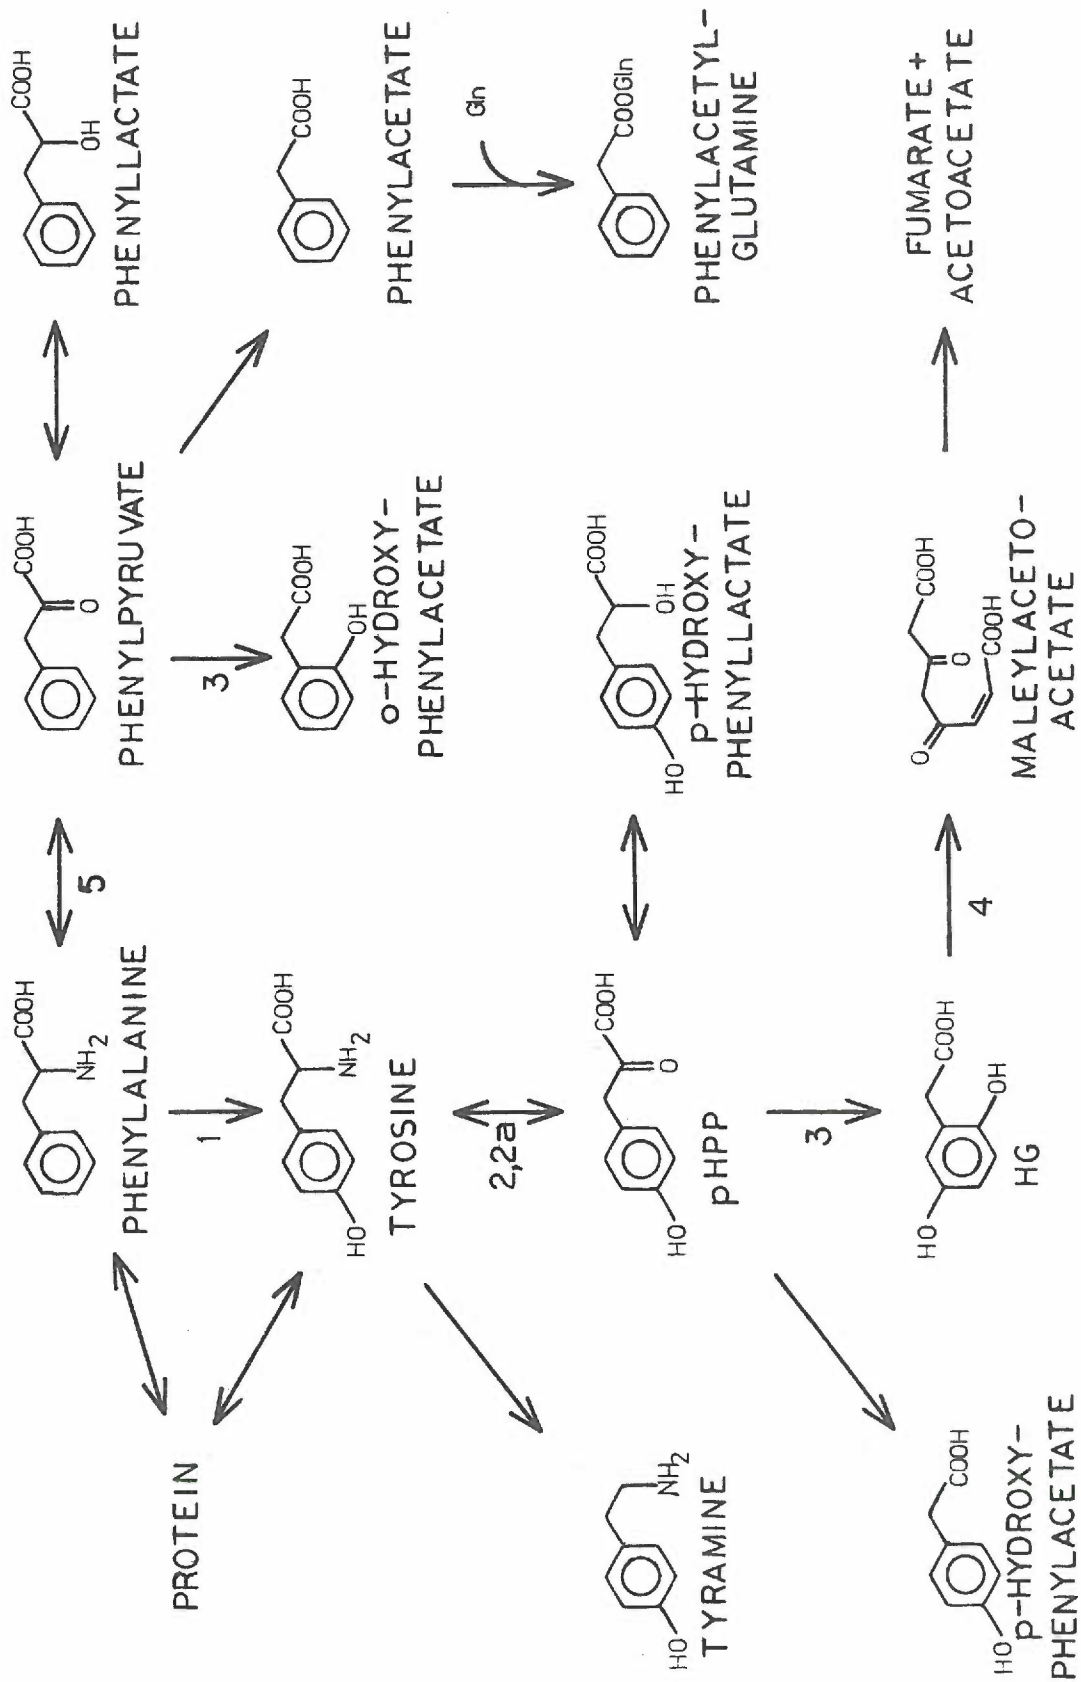 COOH
NH2
PHENYLALANINE
5
COOH
O
PHENYLPYRUVATE
COOH
OH
PHENYLLACTATE
PROTEIN
1
3
HO
COOH
NH2
TYROSINE
COOH
OH
o-HYDROXY-
PHENYLACETATE
COOH
PHENYLACETATE
2,2a
Gln
HO
NH2
TYRAMINE
HO
COOH
O
pHPP
HO
COOH
OH
p-HYDROXY-
PHENYLLACTATE
COOGln
PHENYLACETYL-
GLUTAMINE
3
HO
COOH
p-HYDROXY-
PHENYLACETATE
HO
COOH
OH
HG
4
O
O
COOH
COOH
MALEYLACETO-
ACETATE
FUMARATE+
ACETOACETATE